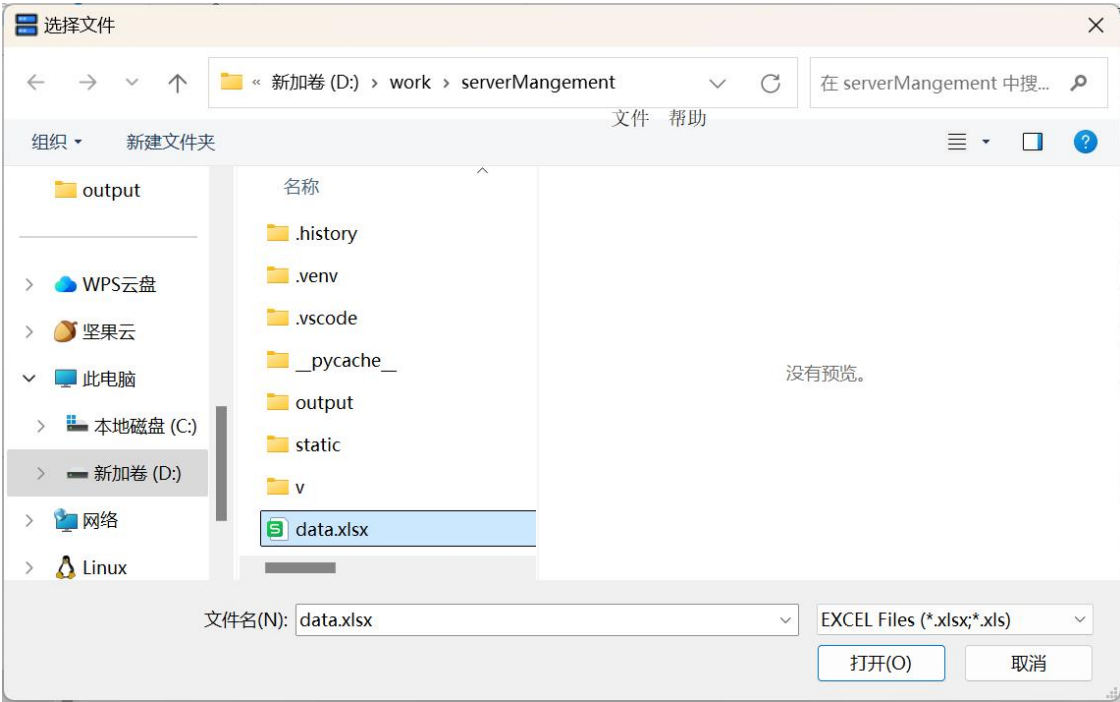 选择文件
« 新加卷 (D:) › work › serverMangement
在 serverMangement 中搜...
文件 帮助
组织 新建文件夹
output
WPS云盘
坚果云
此电脑
本地磁盘 (C:)
新加卷 (D:)
网络
Linux
名称
.history
.venv
.vscode
__pycache__
output
static
v
data.xlsx
没有预览。
文件名(N): data.xlsx
EXCEL Files (*.xlsx;*.xls)
打开(O) 取消